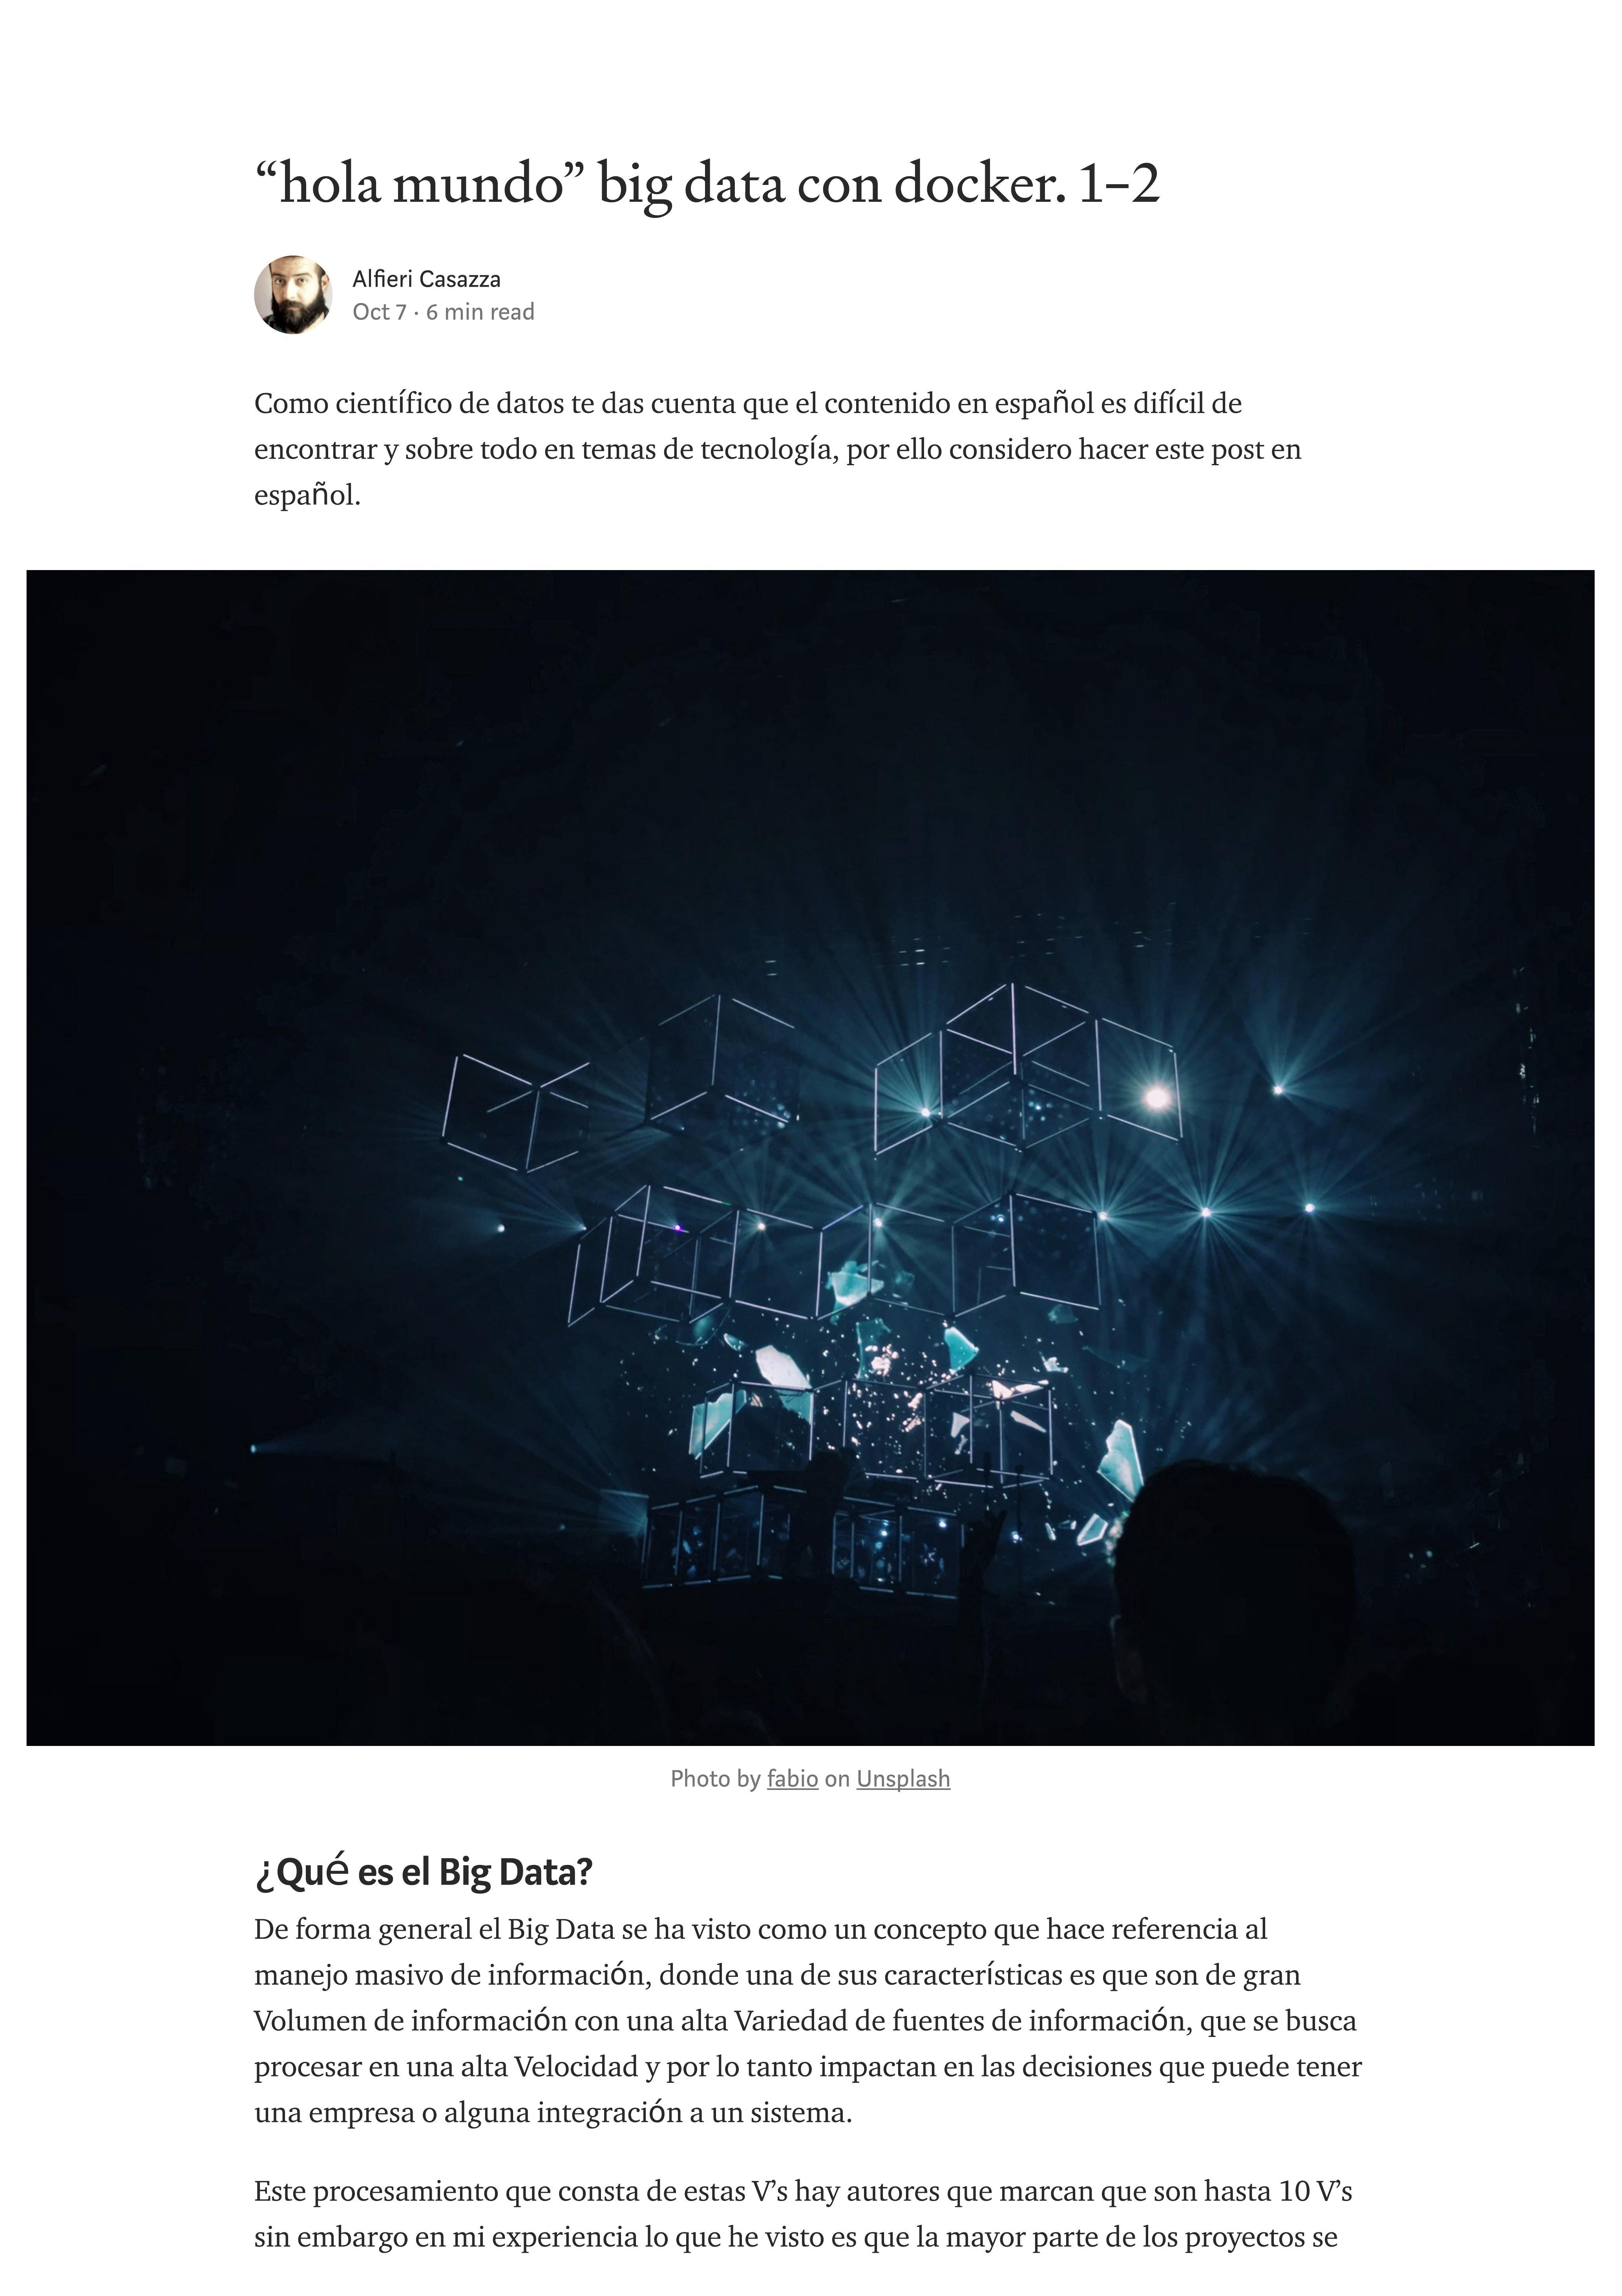 “hola mundo” big data con docker. 1–2
Alfieri Casazza
Oct 7 · 6 min read
Como científico de datos te das cuenta que el contenido en español es difícil de
encontrar y sobre todo en temas de tecnología, por ello considero hacer este post en
español.
Photo by fabio on Unsplash
¿Qué es el Big Data?
De forma general el Big Data se ha visto como un concepto que hace referencia al
manejo masivo de información, donde una de sus características es que son de gran
Volumen de información con una alta Variedad de fuentes de información, que se busca
procesar en una alta Velocidad y por lo tanto impactan en las decisiones que puede tener
una empresa o alguna integración a un sistema.
Este procesamiento que consta de estas V’s hay autores que marcan que son hasta 10 V’s
sin embargo en mi experiencia lo que he visto es que la mayor parte de los proyectos se